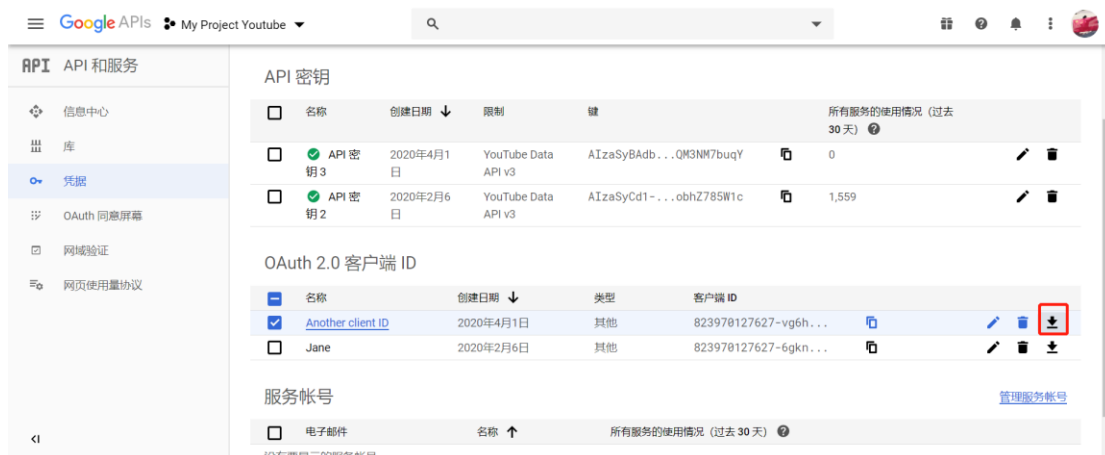 Google APIs My Project Youtube
API API 和服务
信息中心
库
凭据
OAuth 同意屏幕
网域验证
网页使用量协议
API 密钥
名称 创建日期 限制 键 所有服务的使用情况（过去
30 天）
API 密 2020年4月1 YouTube Data AIzaSyBAdb...QM3NM7buqY 0
钥 3 日 API v3
API 密 2020年2月6 YouTube Data AIzaSyCd1-...obhZ785W1c 1,559
钥 2 日 API v3
OAuth 2.0 客户端 ID
名称 创建日期 类型 客户端 ID
Another client ID 2020年4月1日 其他 823970127627-vg6h...
Jane 2020年2月6日 其他 823970127627-6gkn...
服务帐号 管理服务帐号
电子邮件 名称 所有服务的使用情况（过去 30 天）